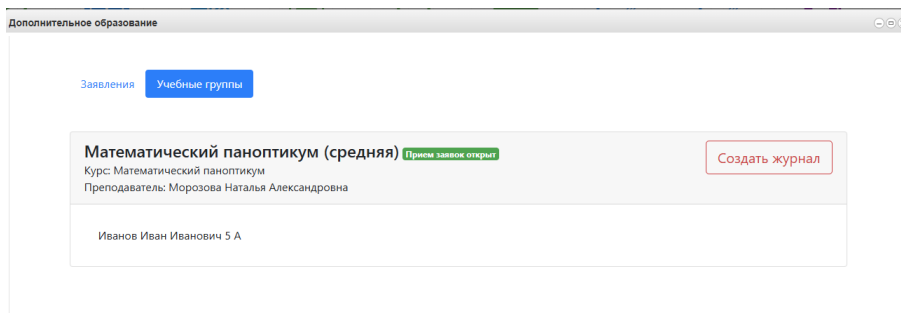 Дополнительное образование
Заявления Учебные группы
Математический паноптикум (средняя) Прием заявок открыт
Создать журнал
Курс: Математический паноптикум
Преподаватель: Морозова Наталья Александровна
Иванов Иван Иванович 5 А